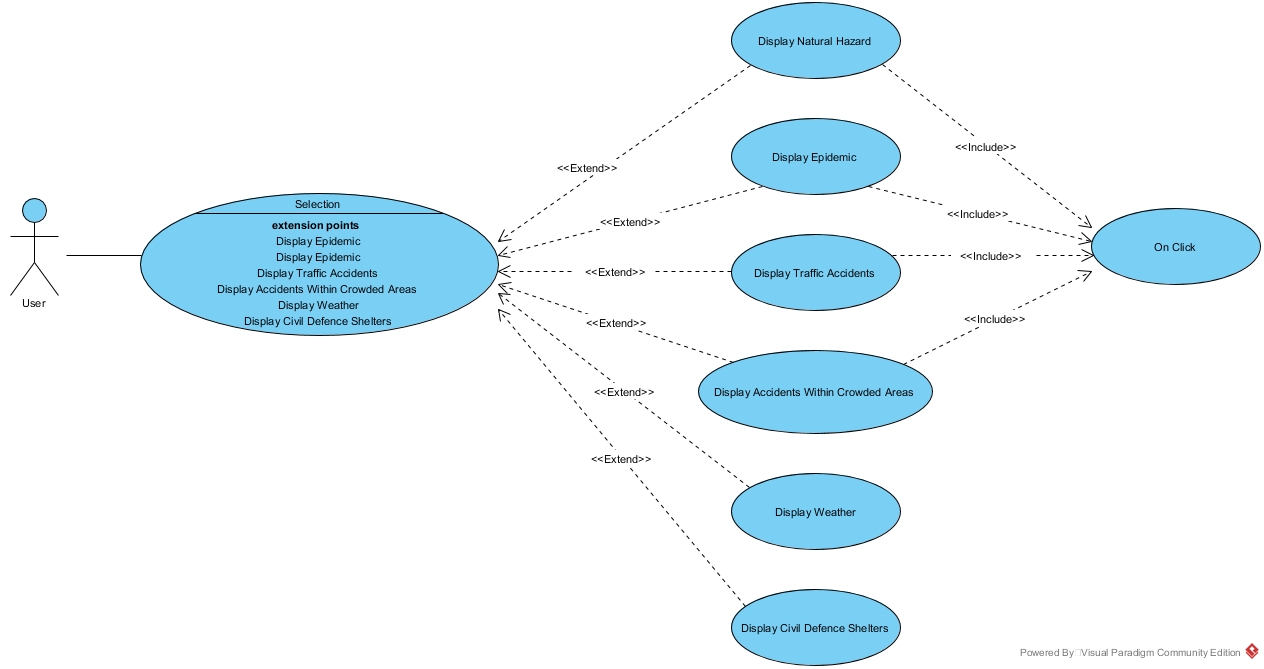 Display Natural Hazard
<<Include>>
Display Epidemic
<<Extend>>
Selection
extension points
Display Epidemic
Display Epidemic
Display Traffic Accidents
Display Accidents Within Crowded Areas
Display Weather
Display Civil Defence Shelters
User
<<Extend>>
<<Include>>
On Click
<<Extend>>
Display Traffic Accidents
<<Include>>
<<Extend>>
<<Include>>
Display Accidents Within Crowded Areas
<<Extend>>
<<Extend>>
Display Weather
Display Civil Defence Shelters
Powered By Visual Paradigm Community Edition